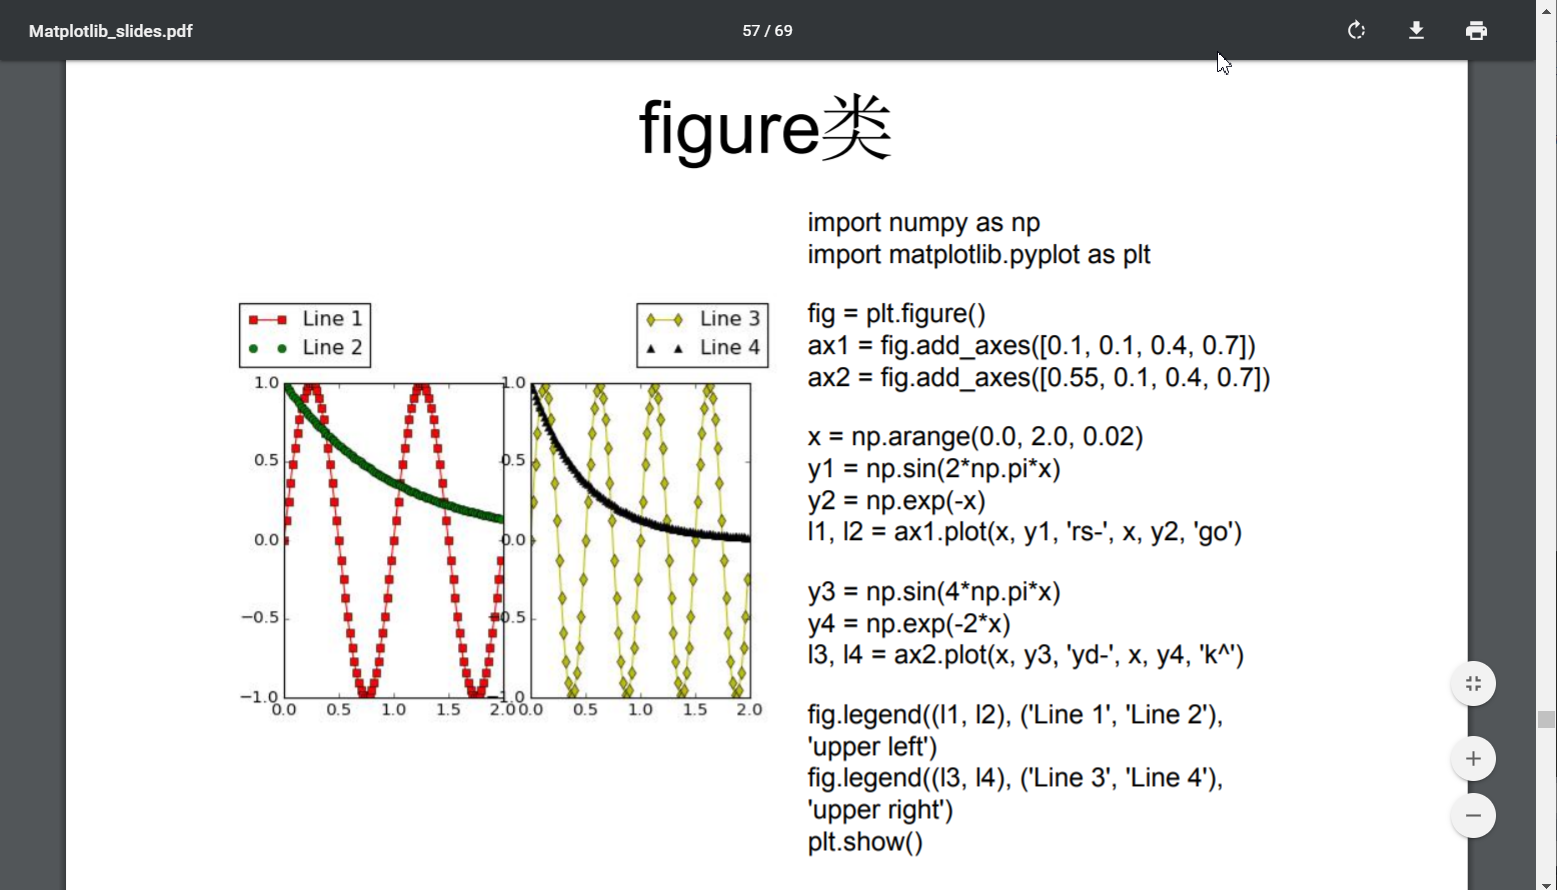 Matplotlib_slides.pdf
57 / 69
figure类
import numpy as np
import matplotlib.pyplot as plt
fig = plt.figure()
ax1 = fig.add_axes([0.1, 0.1, 0.4, 0.7])
ax2 = fig.add_axes([0.55, 0.1, 0.4, 0.7])
x = np.arange(0.0, 2.0, 0.02)
y1 = np.sin(2*np.pi*x)
y2 = np.exp(-x)
l1, l2 = ax1.plot(x, y1, 'rs-', x, y2, 'go')
y3 = np.sin(4*np.pi*x)
y4 = np.exp(-2*x)
l3, l4 = ax2.plot(x, y3, 'yd-', x, y4, 'k^')
fig.legend((l1, l2), ('Line 1', 'Line 2'),
'upper left')
fig.legend((l3, l4), ('Line 3', 'Line 4'),
'upper right')
plt.show()
Line 1
Line 2
1.0
0.5
0.0
−0.5
−1.0
0.0 0.5 1.0 1.5 2.0
Line 3
Line 4
1.0
0.5
0.0
0.5
1.0
0.0 0.5 1.0 1.5 2.0